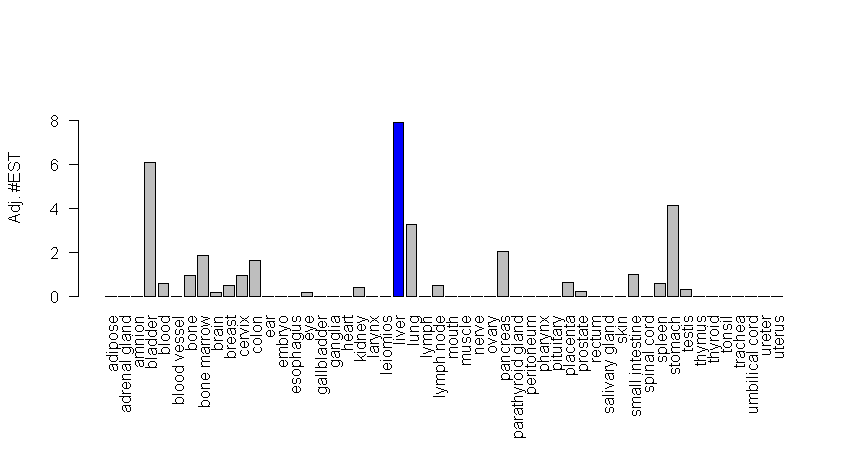 Adj. #EST
8
6
4
2
0
adipose
adrenal gland
amnion
bladder
blood
blood vessel
bone
bone marrow
brain
breast
cervix
colon
ear
embryo
esophagus
eye
gallbladder
ganglia
heart
kidney
larynx
leiomios
liver
lung
lymph
lymph node
mouth
muscle
nerve
ovary
pancreas
parathyroid gland
peritoneum
pharynx
pituitary
placenta
prostate
rectum
salivary gland
skin
small intestine
spinal cord
spleen
stomach
testis
thymus
thyroid
tonsil
trachea
umbilical cord
ureter
uterus